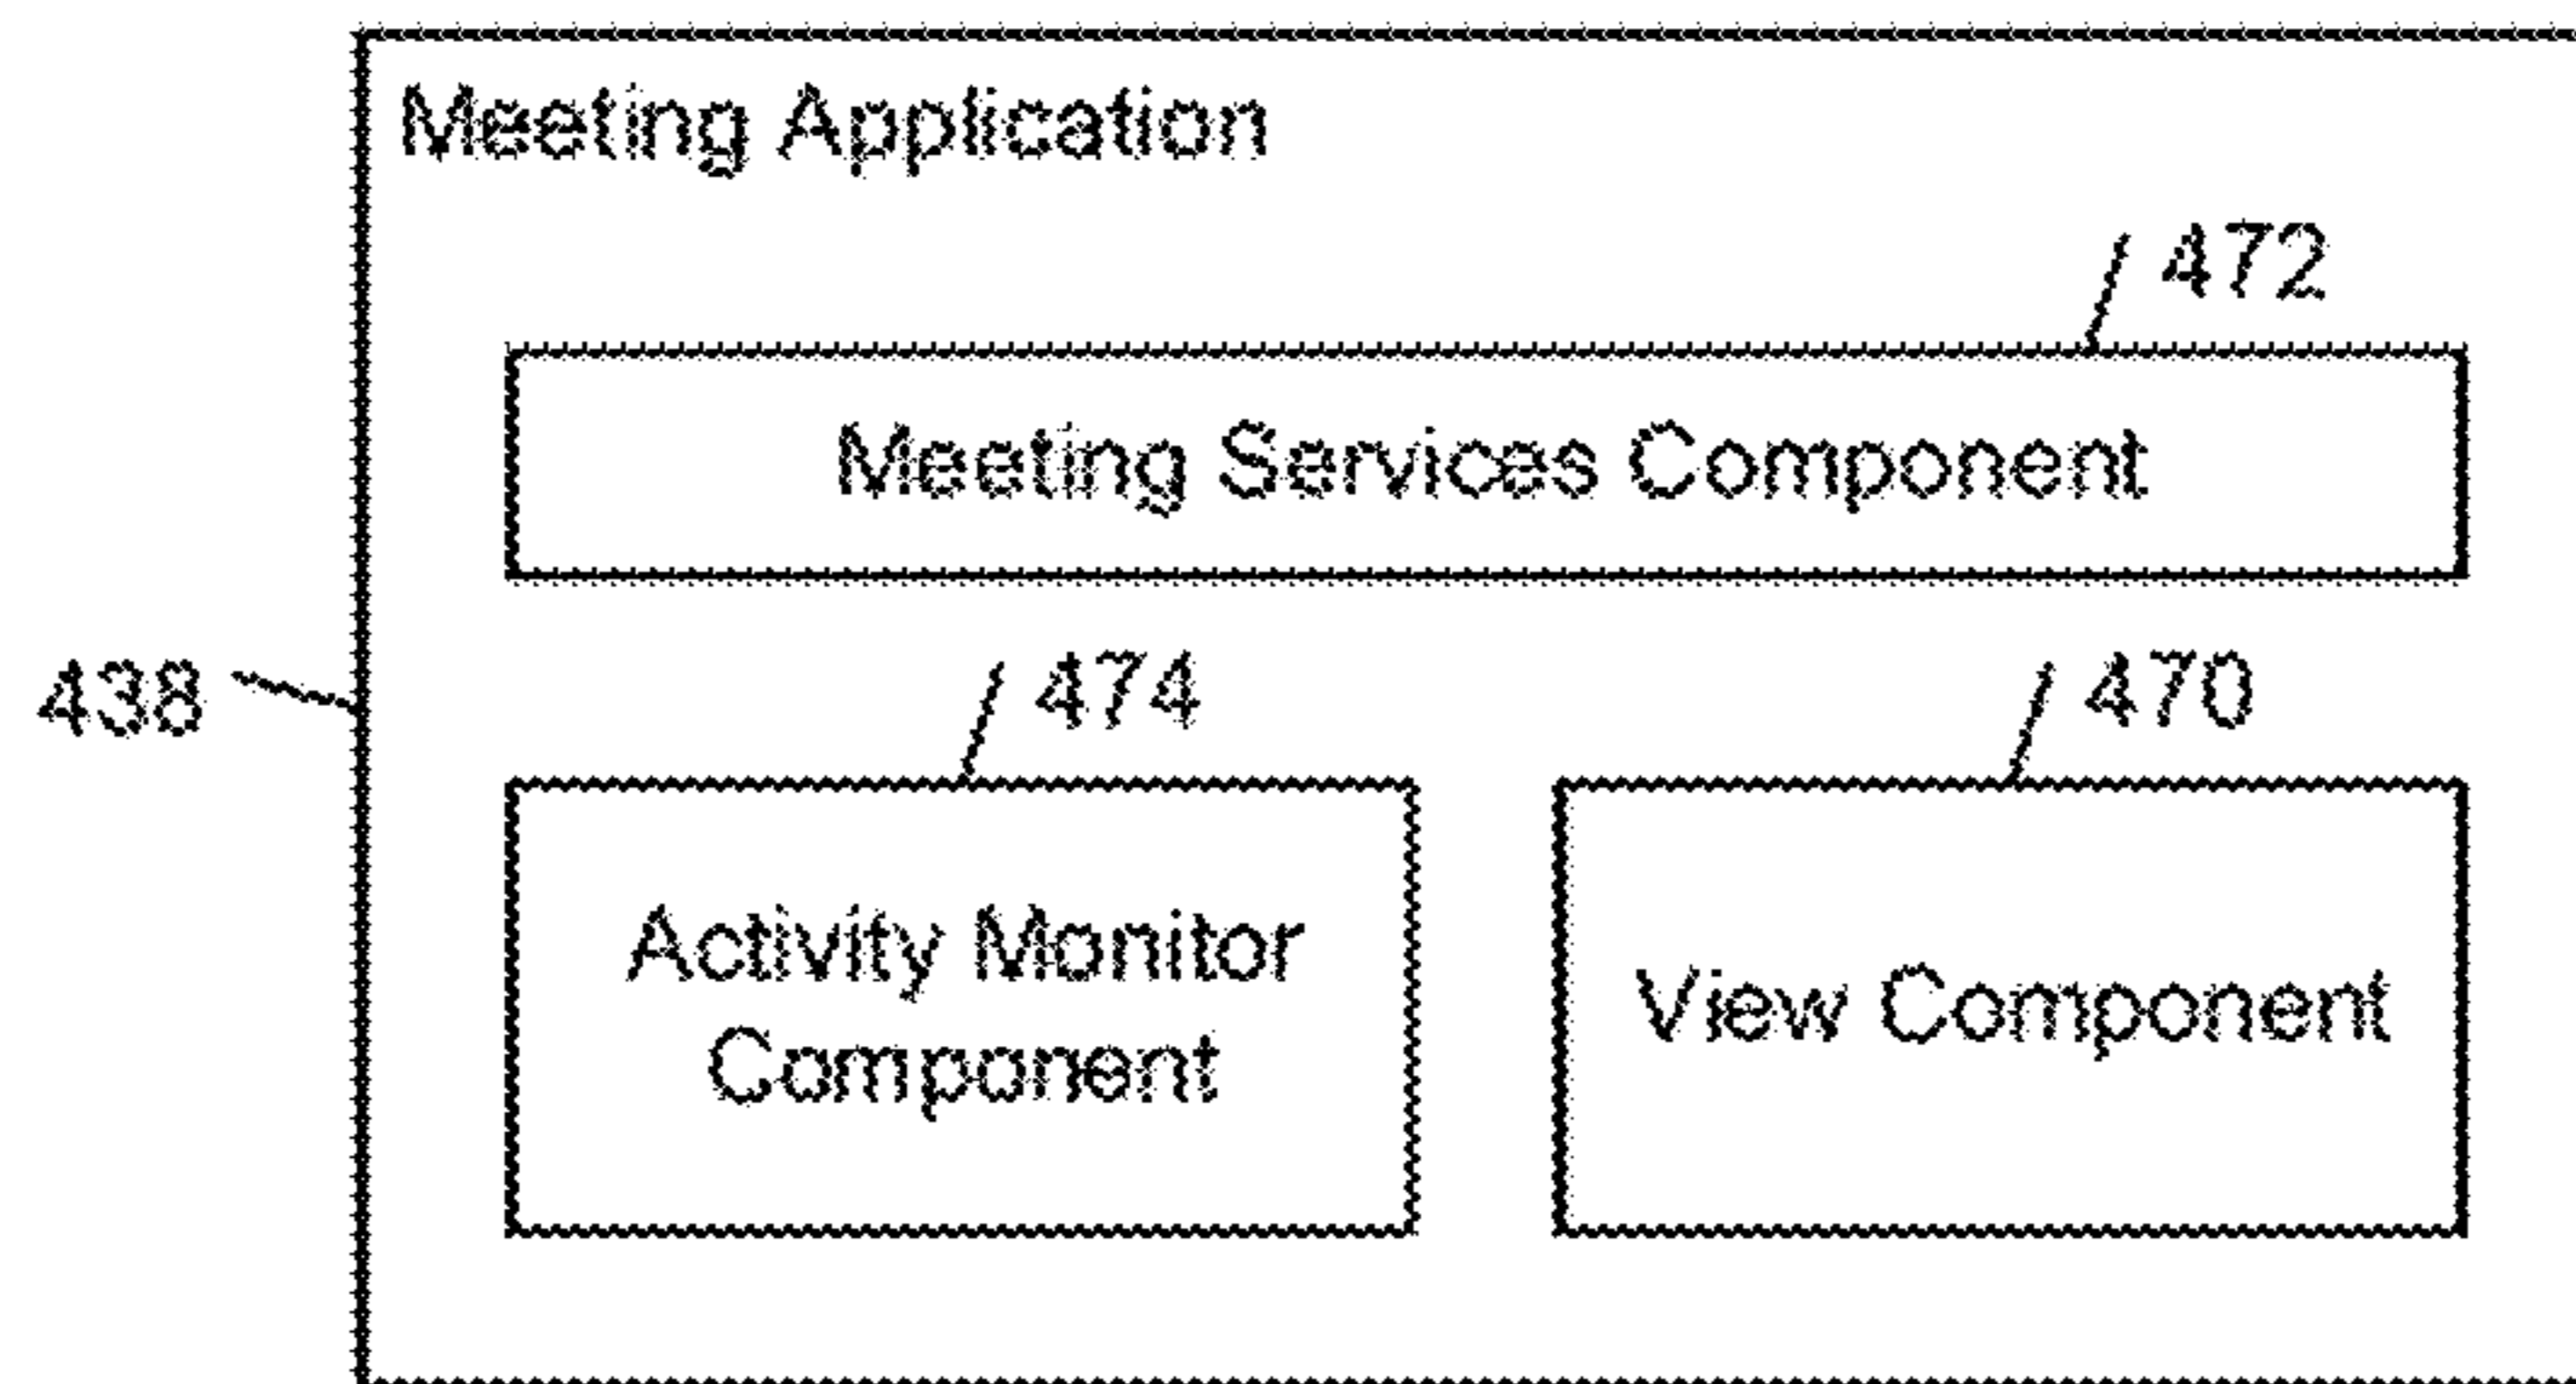 Meeting Application
472
Meeting Services Component
438
474
470
Activity Monitor
Component
View Component